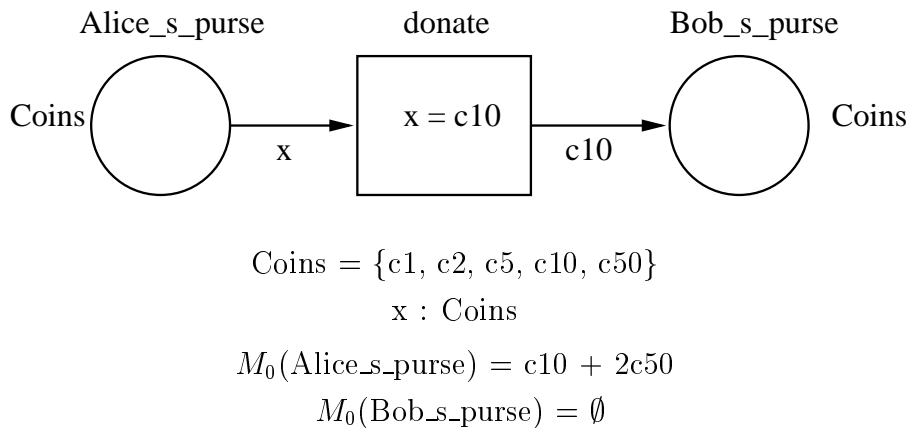 Alice_s_purse donate Bob_s_purse
Coins x = c10 Coins
x c10
Coins = {c1, c2, c5, c10, c50}
x : Coins
M₀(Alice_s_purse) = c10 + 2c50
M₀(Bob_s_purse) = ∅